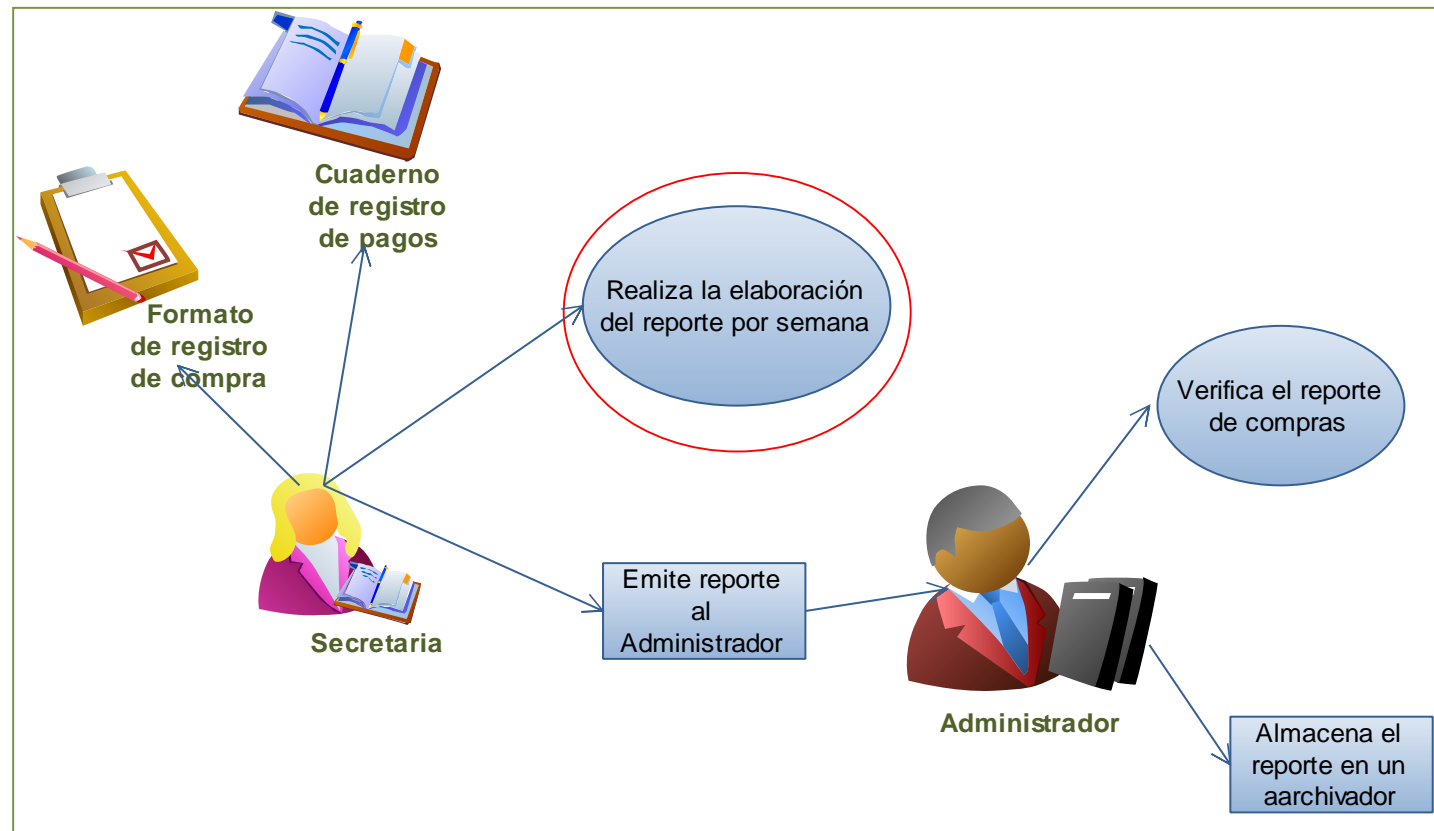 Cuaderno
de registro
de pagos
Formato
de registro
de compra
Realiza la elaboración
del reporte por semana
Verifica el reporte
de compras
Secretaria
Emite reporte
al
Administrador
Administrador
Almacena el
reporte en un
aarchivador